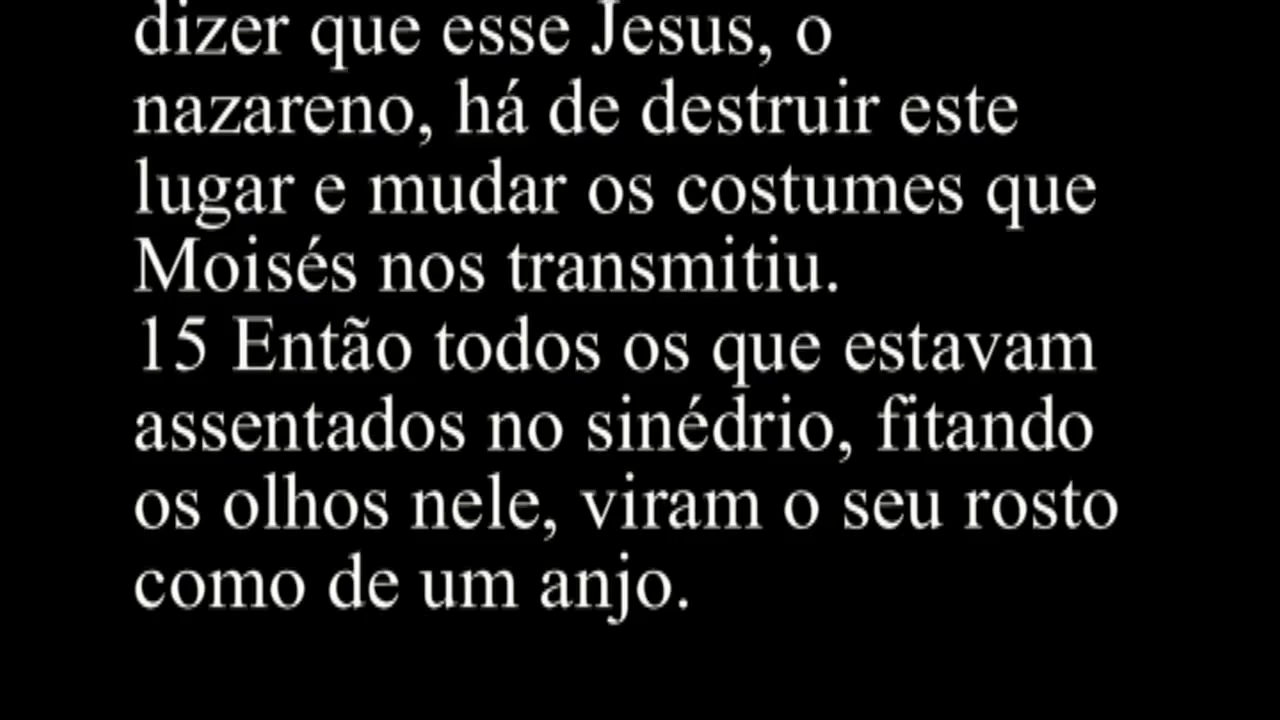 dizer que esse Jesus, o
nazareno, há de destruir este
lugar e mudar os costumes que
Moisés nos transmitiu.
15 Então todos os que estavam
assentados no sinédrio, fitando
os olhos nele, viram o seu rosto
como de um anjo.